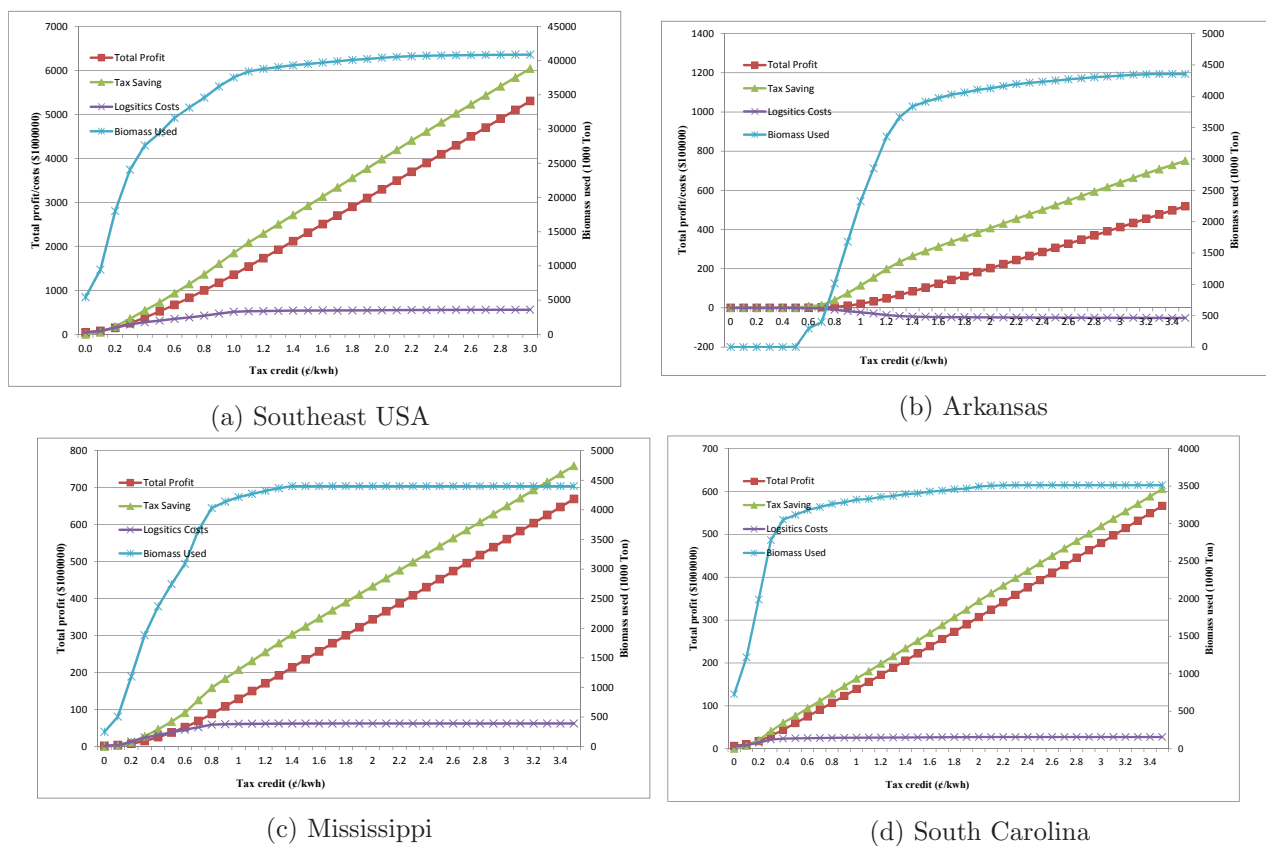 7000
6000
5000
4000
3000
2000
1000
0
45000
40000
35000
30000
25000
20000
15000
10000
5000
0
Total profit/costs ($1000000)
Biomass used (1000 Ton)
Total Profit
Tax Saving
Logsitics Costs
Biomass Used
0.0 0.2 0.4 0.6 0.8 1.0 1.2 1.4 1.6 1.8 2.0 2.2 2.4 2.6 2.8 3.0
Tax credit (¢/kwh)
(a) Southeast USA
1400
1200
1000
800
600
400
200
0
-200
5000
4500
4000
3500
3000
2500
2000
1500
1000
500
0
Total profit/costs ($100000)
Biomass used (1000 Ton)
Total Profit
Tax Saving
Logsitics Costs
Biomass Used
0 0.2 0.4 0.6 0.8 1 1.2 1.4 1.6 1.8 2 2.2 2.4 2.6 2.8 3 3.2 3.4
Tax credit (¢/kwh)
(b) Arkansas
800
700
600
500
400
300
200
100
0
5000
4500
4000
3500
3000
2500
2000
1500
1000
500
0
Total profit ($1000000)
Biomass used (1000 Ton)
Total Profit
Tax Saving
Logsitics Costs
Biomass Used
0 0.2 0.4 0.6 0.8 1 1.2 1.4 1.6 1.8 2 2.2 2.4 2.6 2.8 3 3.2 3.4
Tax credit (¢/kwh)
(c) Mississippi
700
600
500
400
300
200
100
0
4000
3500
3000
2500
2000
1500
1000
500
0
Total profit ($1000000)
Biomass used (1000 Ton)
Total Profit
Tax Saving
Logsitics Costs
Biomass Used
0 0.2 0.4 0.6 0.8 1 1.2 1.4 1.6 1.8 2 2.2 2.4 2.6 2.8 3 3.2 3.4
Tax credit (¢/kwh)
(d) South Carolina